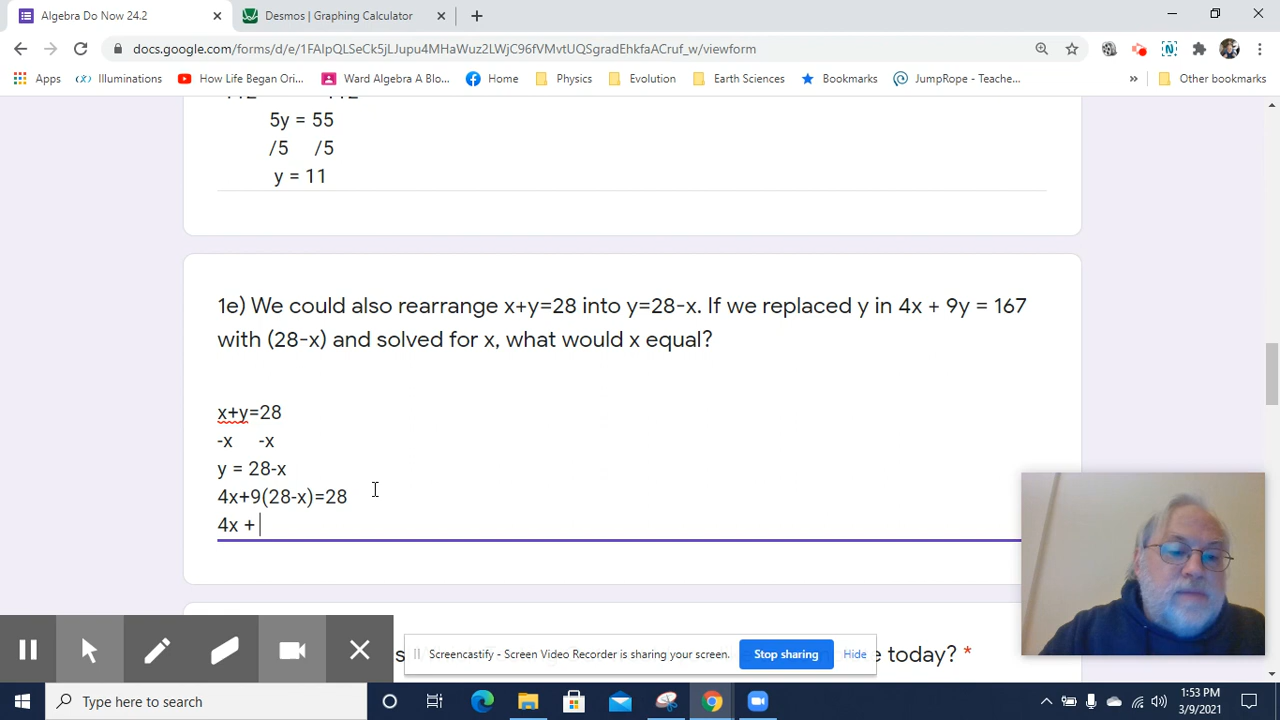 Algebra Do Now 24.2
Desmos | Graphing Calculator
docs.google.com/forms/d/e/1FAIpQLSeCk5jLJupu4MHaWuz2LWjC96fVMvtUQSgradEhkfaACruf_w/viewform
Apps
Illuminations
How Life Began Ori...
Ward Algebra A Blo...
Home
Physics
Evolution
Earth Sciences
Bookmarks
JumpRope - Teache...
»
Other bookmarks
5y = 55
/5 /5
y = 11
1e) We could also rearrange x+y=28 into y=28-x. If we replaced y in 4x + 9y = 167
with (28-x) and solved for x, what would x equal?
x+y=28
-x -x
y = 28-x
4x+9(28-x)=28
4x +
e today? *
Screencastify - Screen Video Recorder is sharing your screen.
Stop sharing
Hide
Type here to search
1:53 PM
3/9/2021